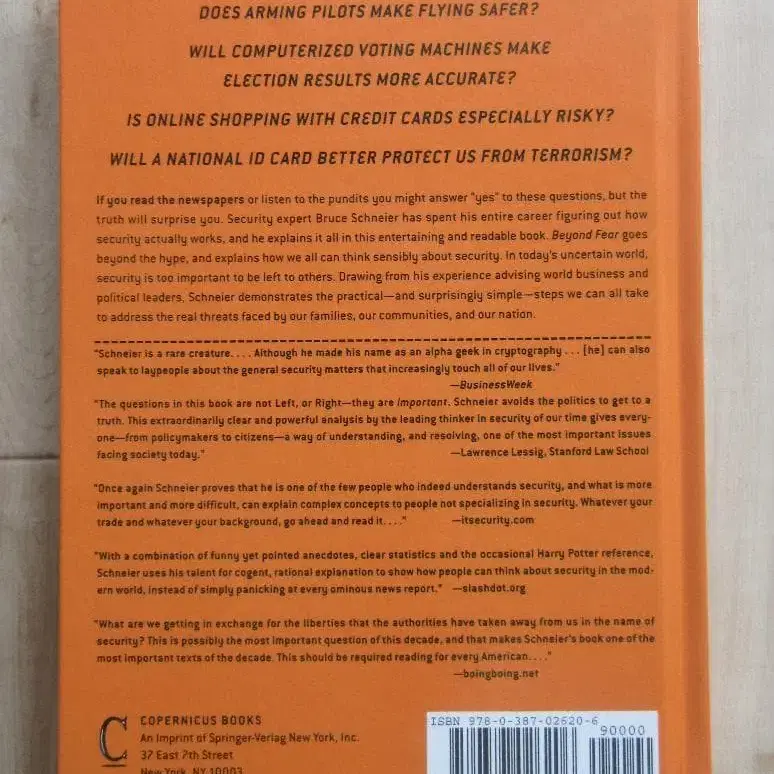 DOES ARMING PILOTS MAKE FLYING SAFER?
WILL COMPUTERIZED VOTING MACHINES MAKE
ELECTION RESULTS MORE ACCURATE?
IS ONLINE SHOPPING WITH CREDIT CARDS ESPECIALLY RISKY?
WILL A NATIONAL ID CARD BETTER PROTECT US FROM TERRORISM?
If you read the newspapers or listen to the pundits you might answer "yes" to these questions, but the
truth will surprise you. Security expert Bruce Schneier has spent his entire career figuring out how
security actually works, and he explains it all in this entertaining and readable book. Beyond Fear goes
beyond the hype, and explains how we all can think sensibly about security. In today's uncertain world,
security is too important to be left to others. Drawing from his experience advising world business and
political leaders, Schneier demonstrates the practical—and surprisingly simple—steps we can all take
to address the real threats faced by our families, our communities, and our nation.
"Schneier is a rare creature. . . . Although he made his name as an alpha geek in cryptography . . . [he] can also
speak to laypeople about the general security matters that increasingly touch all of our lives."
—BusinessWeek
"The questions in this book are not Left, or Right—they are important. Schneier avoids the politics to get to a
truth. This extraordinarily clear and powerful analysis by the leading thinker in security of our time gives every-
one—from policymakers to citizens—a way of understanding, and resolving, one of the most important issues
facing society today." —Lawrence Lessig, Stanford Law School
"Once again Schneier proves that he is one of the few people who indeed understands security, and what is more
important and more difficult, can explain complex concepts to people not specializing in security. Whatever your
trade and whatever your background, go ahead and read it. . . ." —itsecurity.com
"With a combination of funny yet pointed anecdotes, clear statistics and the occasional Harry Potter reference,
Schneier uses his talent for cogent, rational explanation to show how people can think about security in the mod-
ern world, instead of simply panicking at every ominous news report." —slashdot.org
"What are we getting in exchange for the liberties that the authorities have taken away from us in the name of
security? This is possibly the most important question of this decade, and that makes Schneier's book one of the
most important texts of the decade. This should be required reading for every American. . . ."
—boingboing.net
C
COPERNICUS BOOKS
An Imprint of Springer-Verlag New York, Inc.
37 East 7th Street
New York, NY 10003
ISBN 978-0-387-02620-6
90000